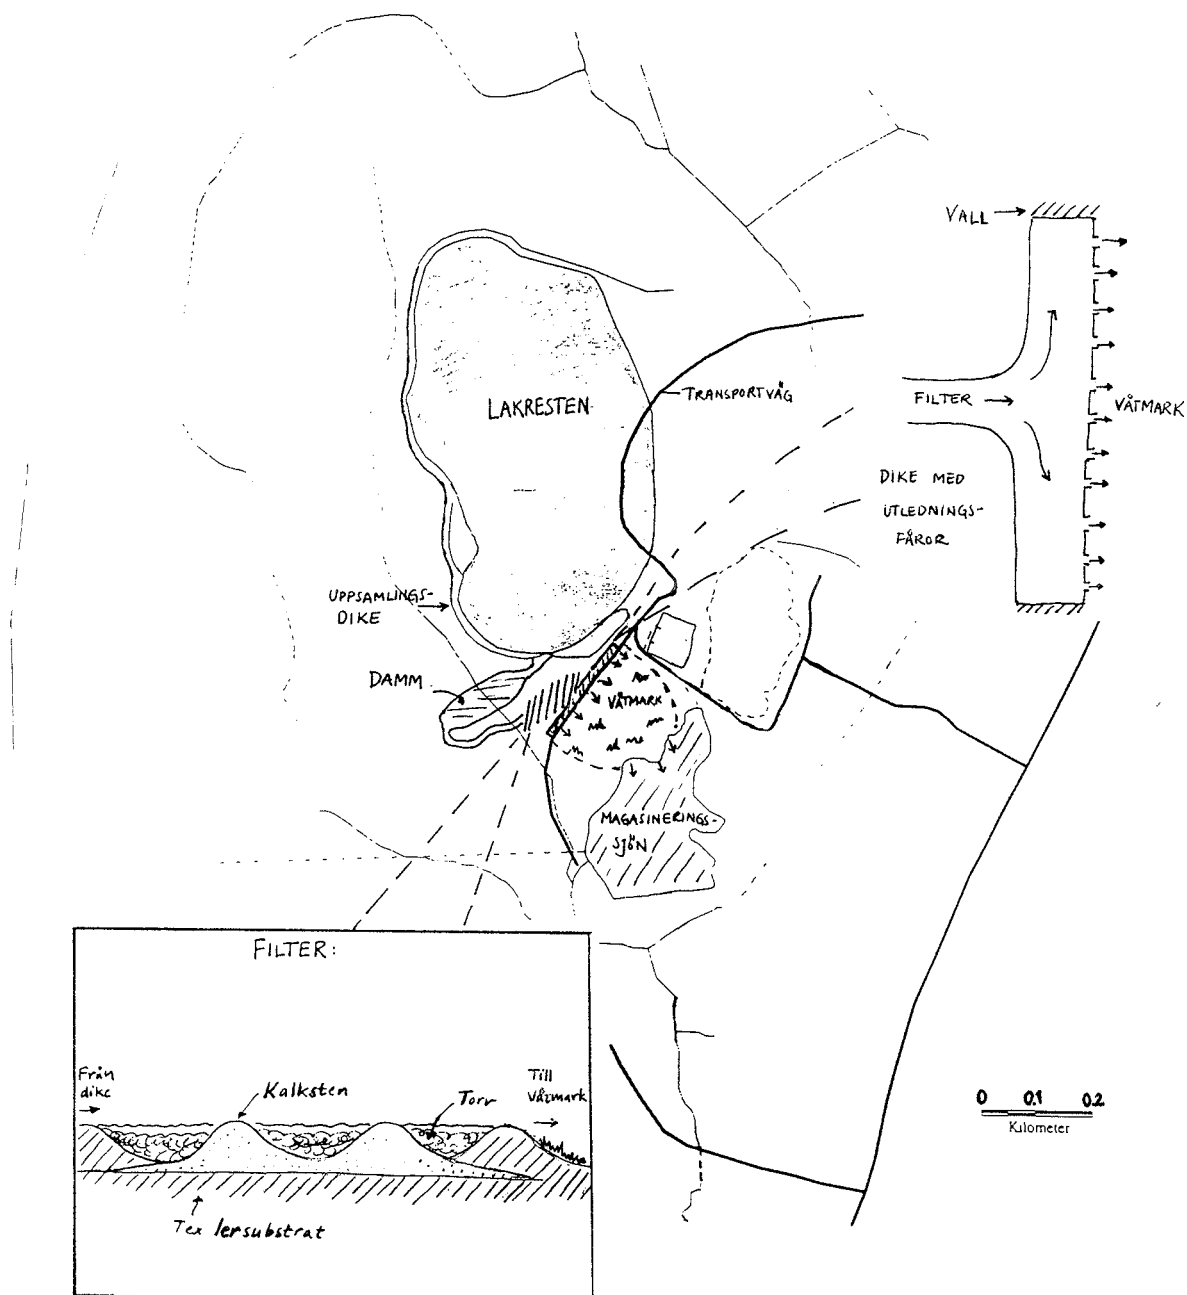 VALL
LAKRESTEN
TRANSPORTVÄG
FILTER
VÅTMARK
DIKE MED
UTLEDNINGS-
FÅROR
UPPSAMLINGS-
DIKE
DAMM
VÅTMARK
MAGASINERINGS-
SJÖN
FILTER:
Från
dike
Kalksten
Torv
Till
Våtmark
Tex lersubstrat
0 0.1 0.2
Kilometer